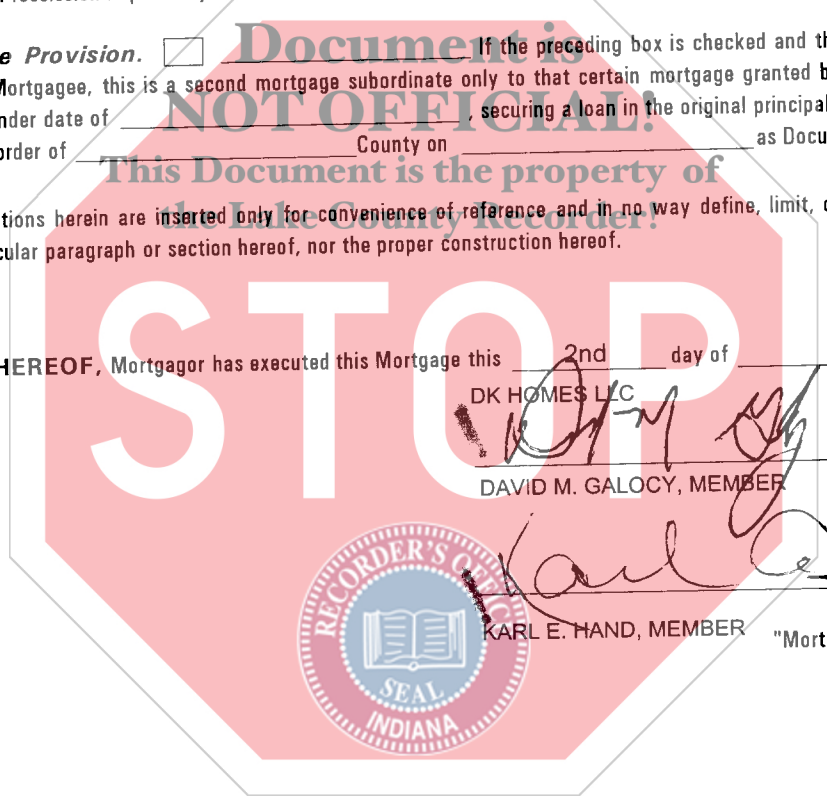 e Provision. If the preceding box is checked and th
Mortgagee, this is a second mortgage subordinate only to that certain mortgage granted b
nder date of , securing a loan in the original principal
order of County on as Docu
Document is
NOT OFFICIAL!
This Document is the property of
the Lake County Recorder!
tions herein are inserted only for convenience of reference and in no way define, limit, o
cular paragraph or section hereof, nor the proper construction hereof.
STOP
HEREOF, Mortgagor has executed this Mortgage this 2nd day of
DK HOMES LLC
DAVID M. GALOCY, MEMBER
Karl
KARL E. HAND, MEMBER "Mort
RECORDER'S OFFICE
SEAL
INDIANA